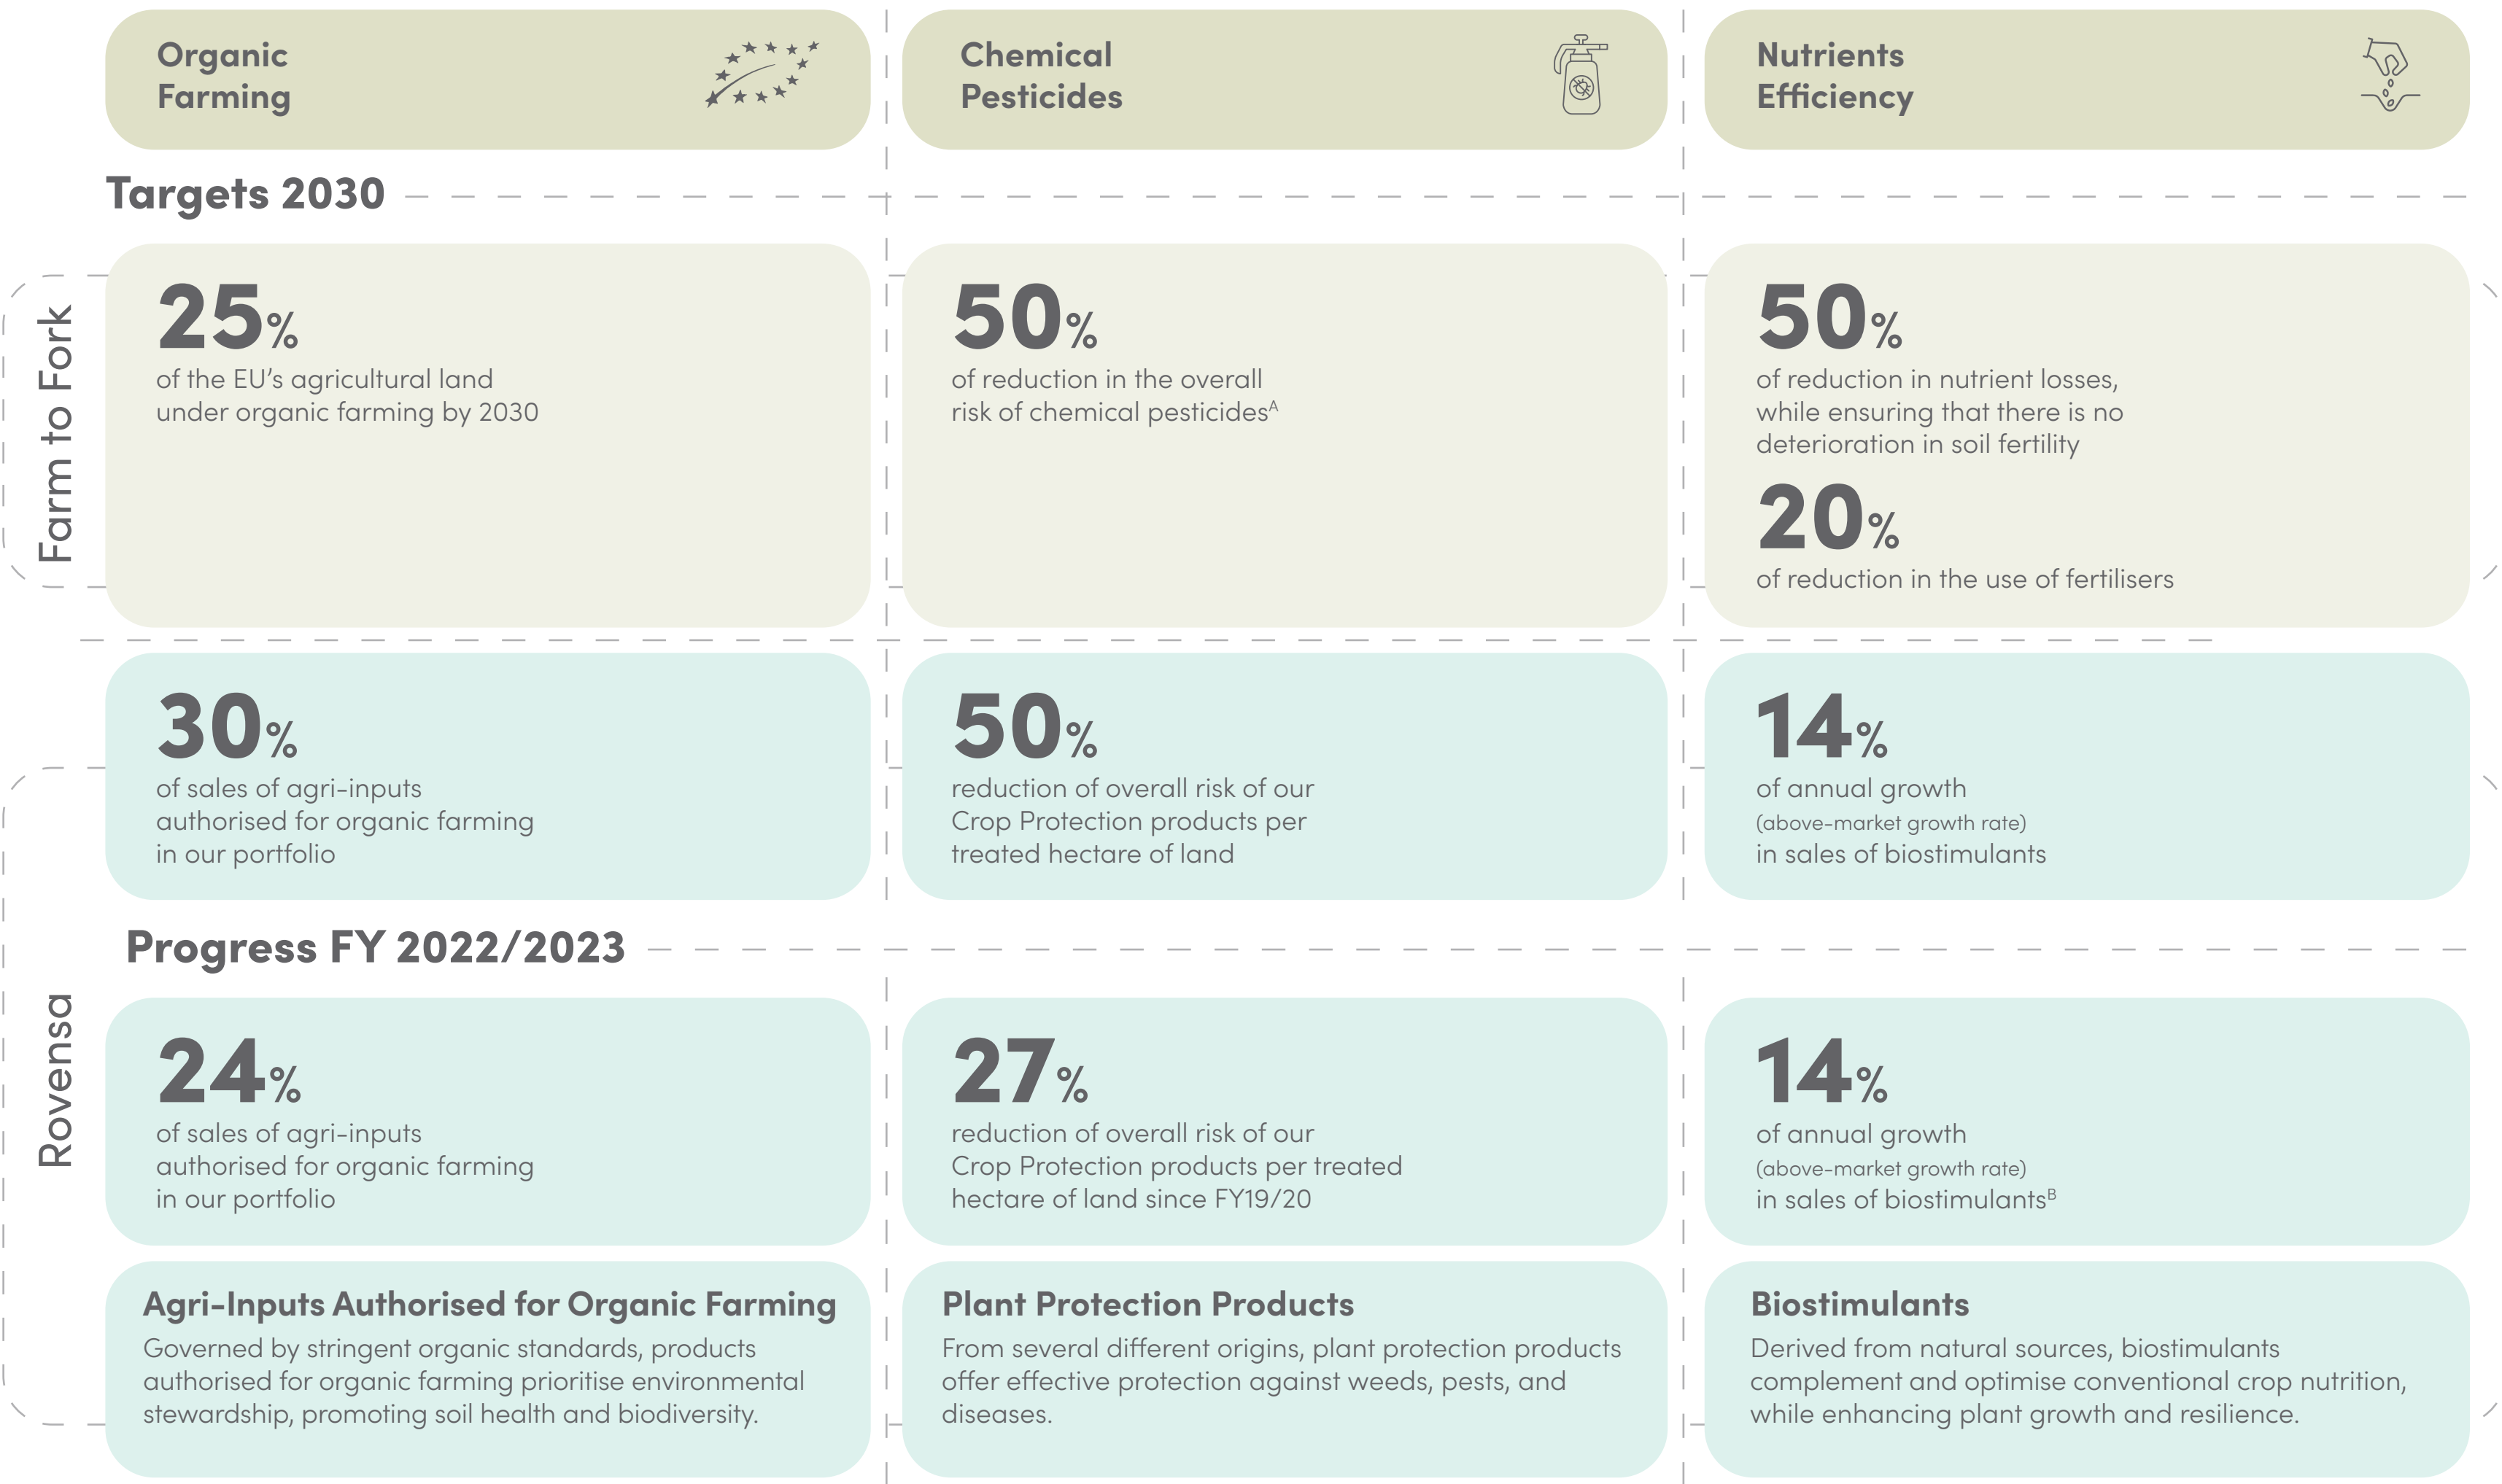 Organic
Farming
Chemical
Pesticides
Nutrients
Efficiency
Targets 2030
Farm to Fork
25%
of the EU’s agricultural land
under organic farming by 2030
50%
of reduction in the overall
risk of chemical pesticidesᴬ
50%
of reduction in nutrient losses,
while ensuring that there is no
deterioration in soil fertility
20%
of reduction in the use of fertilisers
Rovensa
30%
of sales of agri-inputs
authorised for organic farming
in our portfolio
50%
reduction of overall risk of our
Crop Protection products per
treated hectare of land
14%
of annual growth
(above-market growth rate)
in sales of biostimulants
Progress FY 2022/2023
24%
of sales of agri-inputs
authorised for organic farming
in our portfolio
27%
reduction of overall risk of our
Crop Protection products per treated
hectare of land since FY19/20
14%
of annual growth
(above-market growth rate)
in sales of biostimulantsᴮ
Agri-Inputs Authorised for Organic Farming
Governed by stringent organic standards, products
authorised for organic farming prioritise environmental
stewardship, promoting soil health and biodiversity.
Plant Protection Products
From several different origins, plant protection products
offer effective protection against weeds, pests, and
diseases.
Biostimulants
Derived from natural sources, biostimulants
complement and optimise conventional crop nutrition,
while enhancing plant growth and resilience.